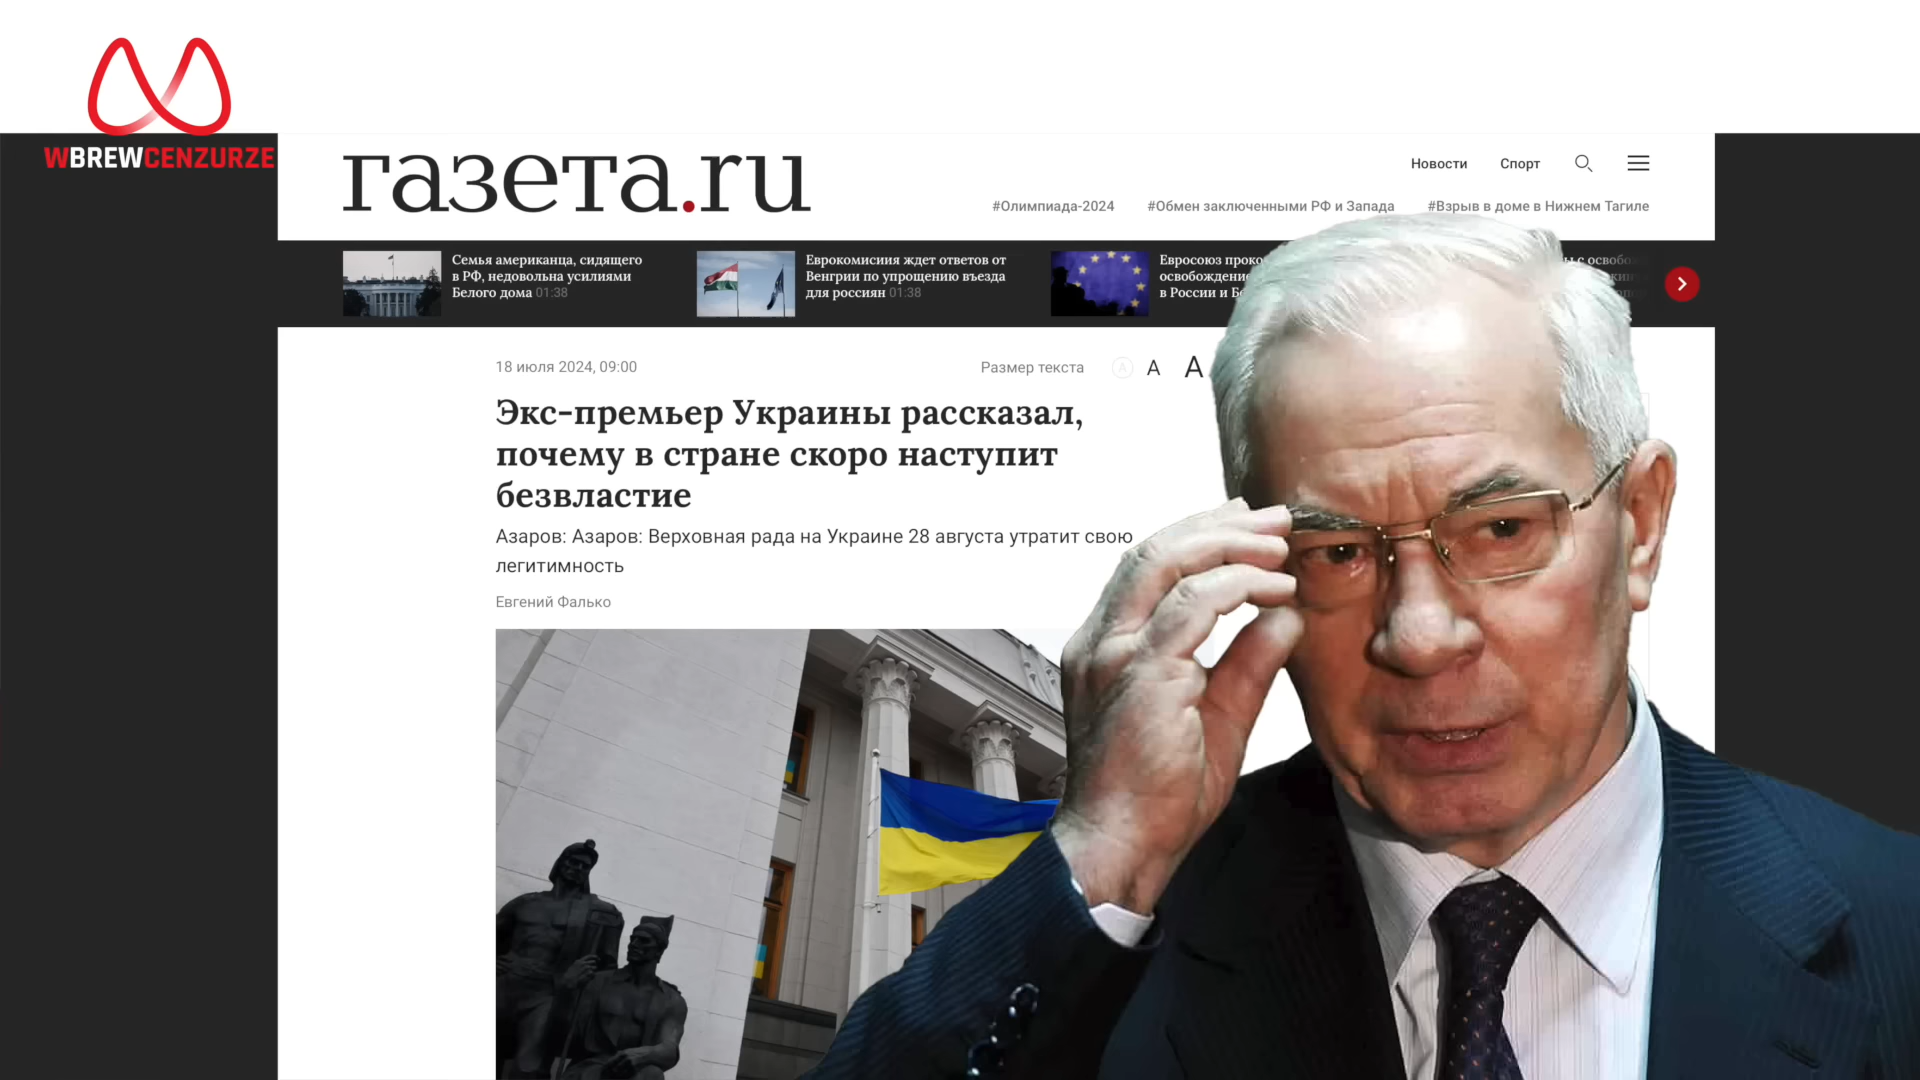 WBREWCENZURZE
газета.ru
Новости
Спорт
#Олимпиада-2024
#Обмен заключенными РФ и Запада
#Взрыв в доме в Нижнем Тагиле
Семья американца, сидящего
в РФ, недовольна усилиями
Белого дома 01:38
Еврокомисиия ждет ответов от
Венгрии по упрощению въезда
для россиян 01:38
Евросоюз
освобождение
в России и
18 июля 2024, 09:00
Размер текста
A A A
Экс-премьер Украины рассказал,
почему в стране скоро наступит
безвластие
Азаров: Азаров: Верховная рада на Украине 28 августа утратит свою
легитимность
Евгений Фалько